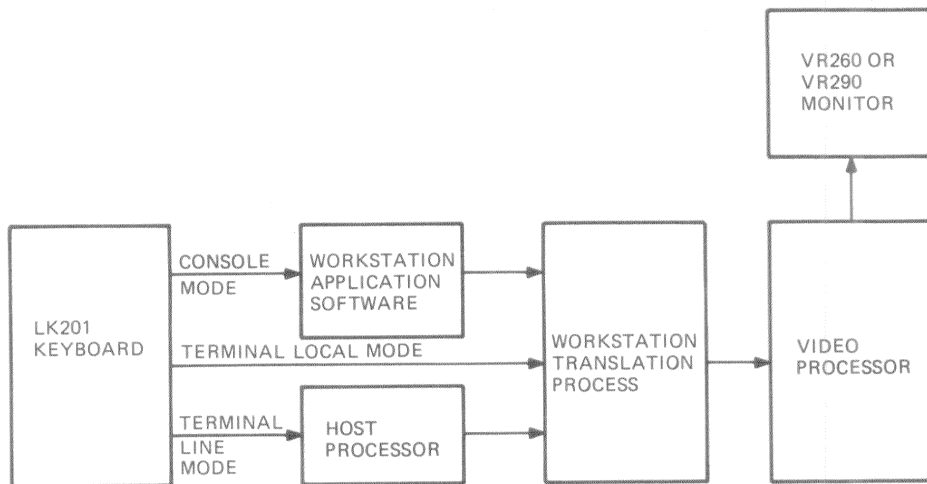 VR260 OR
VR290
MONITOR
CONSOLE
MODE
WORKSTATION
APPLICATION
SOFTWARE
LK201
KEYBOARD
TERMINAL LOCAL MODE
WORKSTATION
TRANSLATION
PROCESS
VIDEO
PROCESSOR
TERMINAL
LINE
MODE
HOST
PROCESSOR